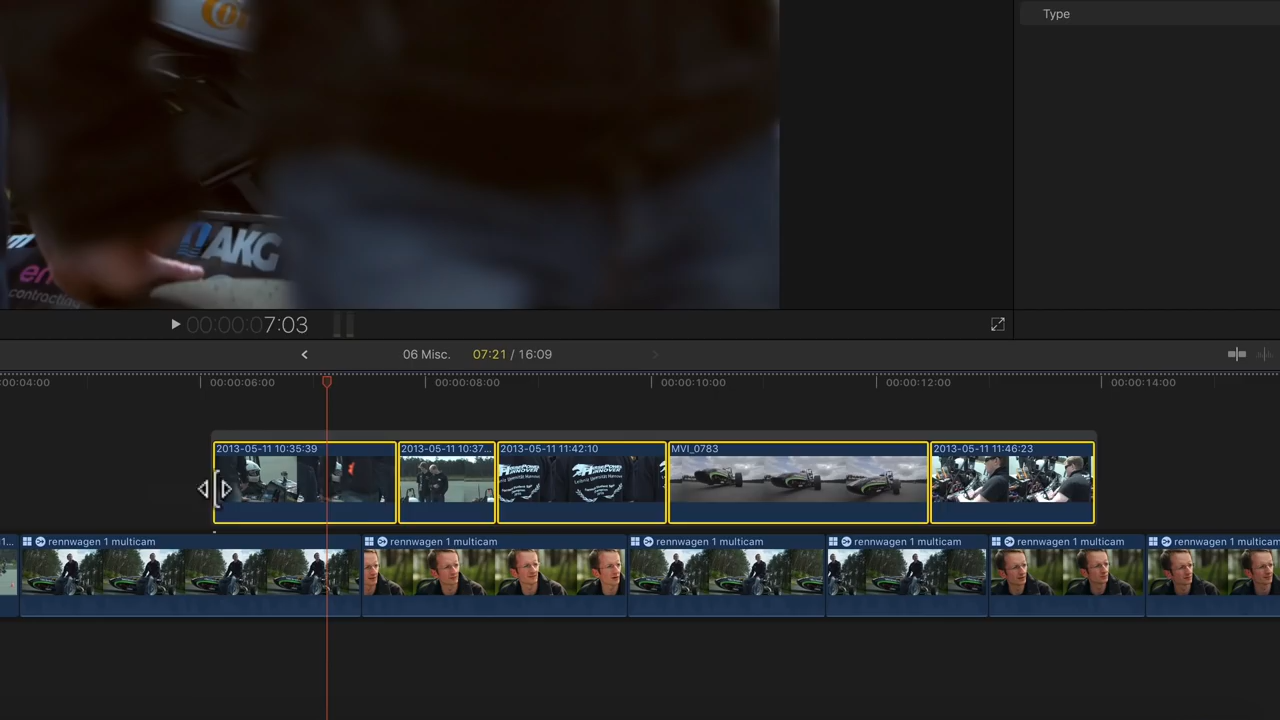 Type
AKG
contracting
00:00:07:03
06 Misc.
07:21 / 16:09
00:00:04:00
00:00:06:00
00:00:08:00
00:00:10:00
00:00:12:00
00:00:14:00
2013-05-11 10:35:39
2013-05-11 10:37...
2013-05-11 11:42:10
MVI_0783
2013-05-11 11:46:23
1...
rennwagen 1 multicam
rennwagen 1 multicam
rennwagen 1 multicam
rennwagen 1 multicam
rennwagen 1 multicam
rennwagen 1 multicam